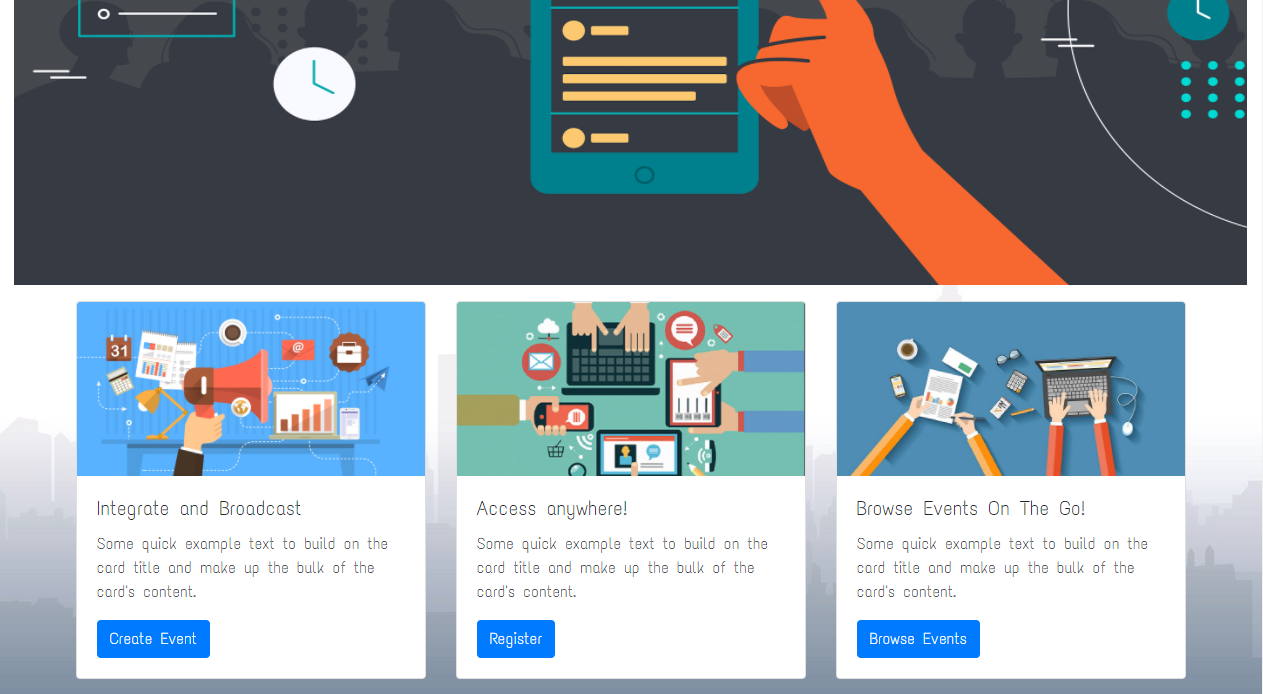 31
@
Integrate and Broadcast
Some quick example text to build on the
card title and make up the bulk of the
card's content.
Create Event
Access anywhere!
Some quick example text to build on the
card title and make up the bulk of the
card's content.
Register
Browse Events On The Go!
Some quick example text to build on the
card title and make up the bulk of the
card's content.
Browse Events